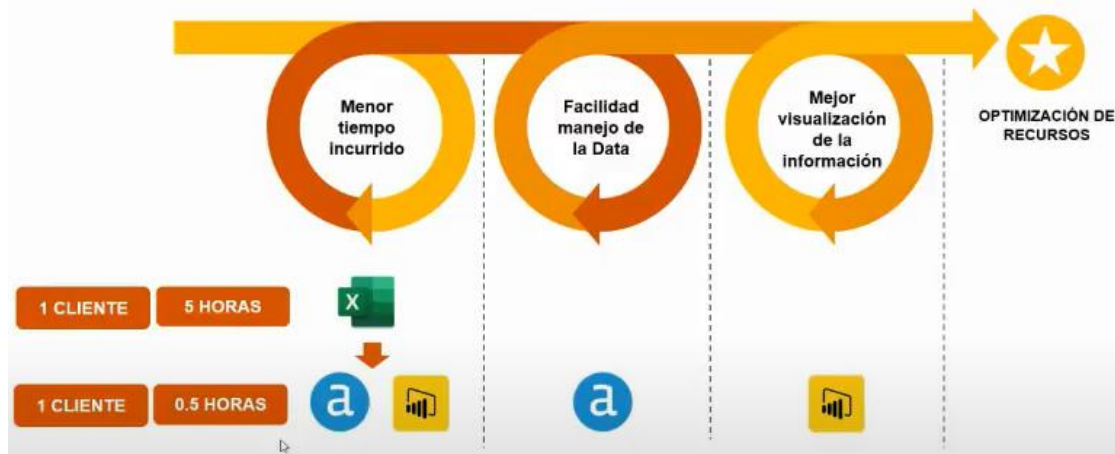 Menor
tiempo
incurrido
Facilidad
manejo de
la Data
Mejor
visualización
de la
información
OPTIMIZACIÓN DE
RECURSOS
1 CLIENTE
5 HORAS
X
1 CLIENTE
0.5 HORAS
a
a